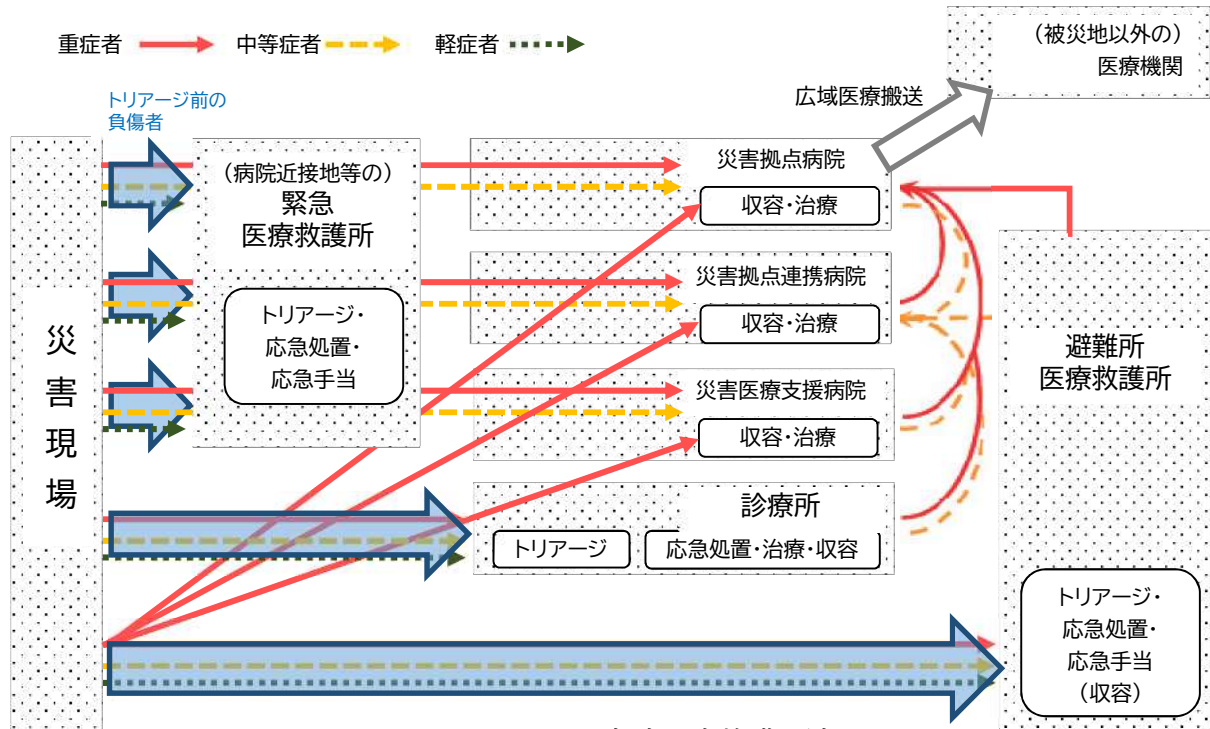 重症者
中等症者
軽症者
(被災地以外の)
医療機関
広域医療搬送
トリアージ前の
負傷者
災害現場
(病院近接地等の)
緊急
医療救護所
トリアージ・
応急処置・
応急手当
災害拠点病院
収容・治療
災害拠点連携病院
収容・治療
災害医療支援病院
収容・治療
診療所
トリアージ
応急処置・治療・収容
避難所
医療救護所
トリアージ・
応急処置・
応急手当
(収容)